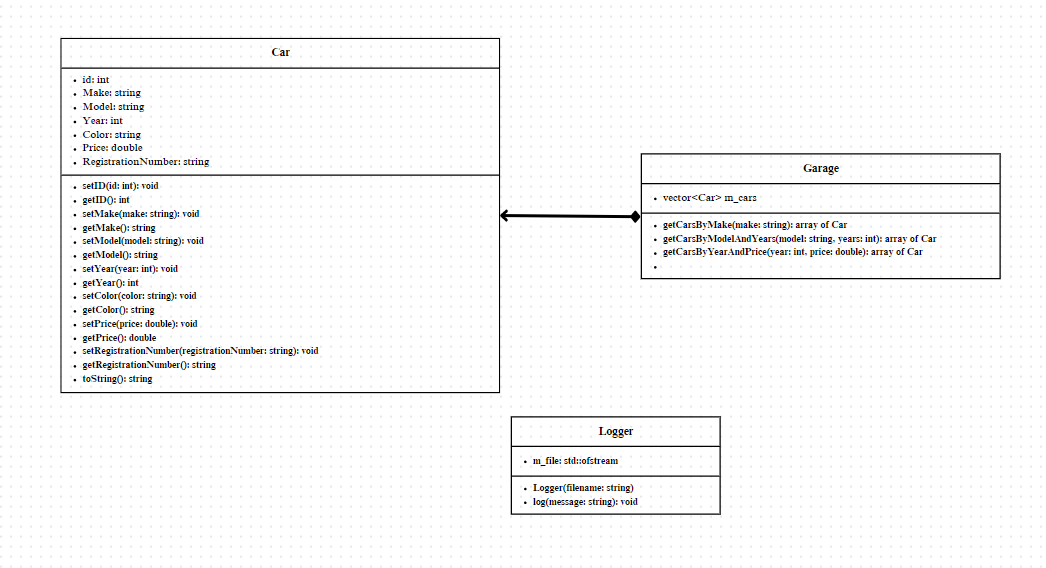 Car
id: int
Make: string
Model: string
Year: int
Color: string
Price: double
RegistrationNumber: string
setID(id: int): void
getID(): int
setMake(make: string): void
getMake(): string
setModel(model: string): void
getModel(): string
setYear(year: int): void
getYear(): int
setColor(color: string): void
getColor(): string
setPrice(price: double): void
getPrice(): double
setRegistrationNumber(registrationNumber: string): void
getRegistrationNumber(): string
toString(): string
Garage
vector<Car> m_cars
getCarsByMake(make: string): array of Car
getCarsByModelAndYears(model: string, years: int): array of Car
getCarsByYearAndPrice(year: int, price: double): array of Car
Logger
m_file: std::ofstream
Logger(filename: string)
log(message: string): void